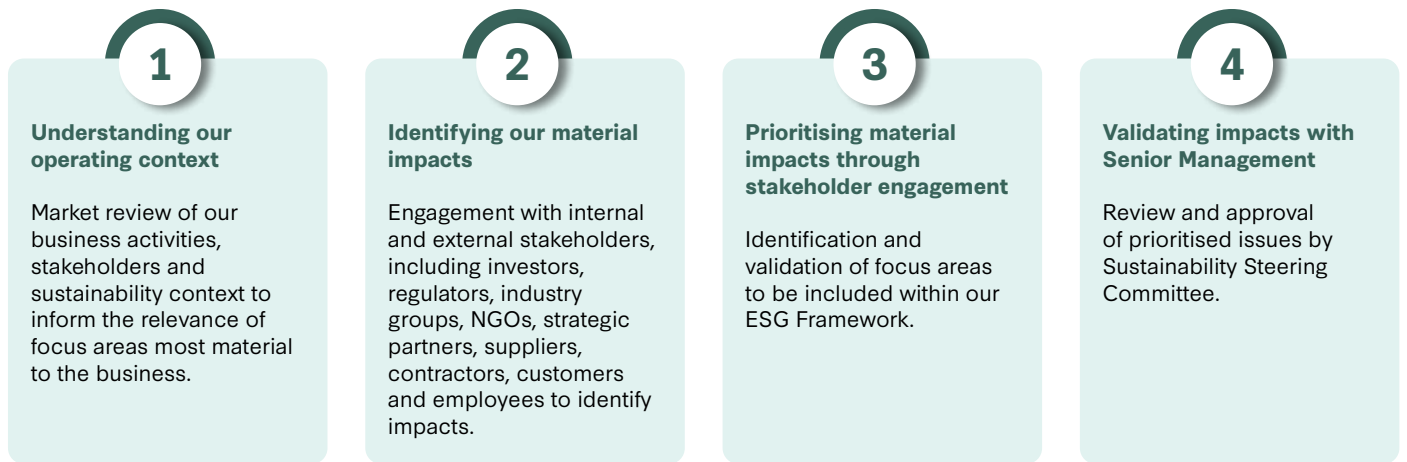 1
Understanding our
operating context
Market review of our
business activities,
stakeholders and
sustainability context to
inform the relevance of
focus areas most material
to the business.
2
Identifying our material
impacts
Engagement with internal
and external stakeholders,
including investors,
regulators, industry
groups, NGOs, strategic
partners, suppliers,
contractors, customers
and employees to identify
impacts.
3
Prioritising material
impacts through
stakeholder engagement
Identification and
validation of focus areas
to be included within our
ESG Framework.
4
Validating impacts with
Senior Management
Review and approval
of prioritised issues by
Sustainability Steering
Committee.